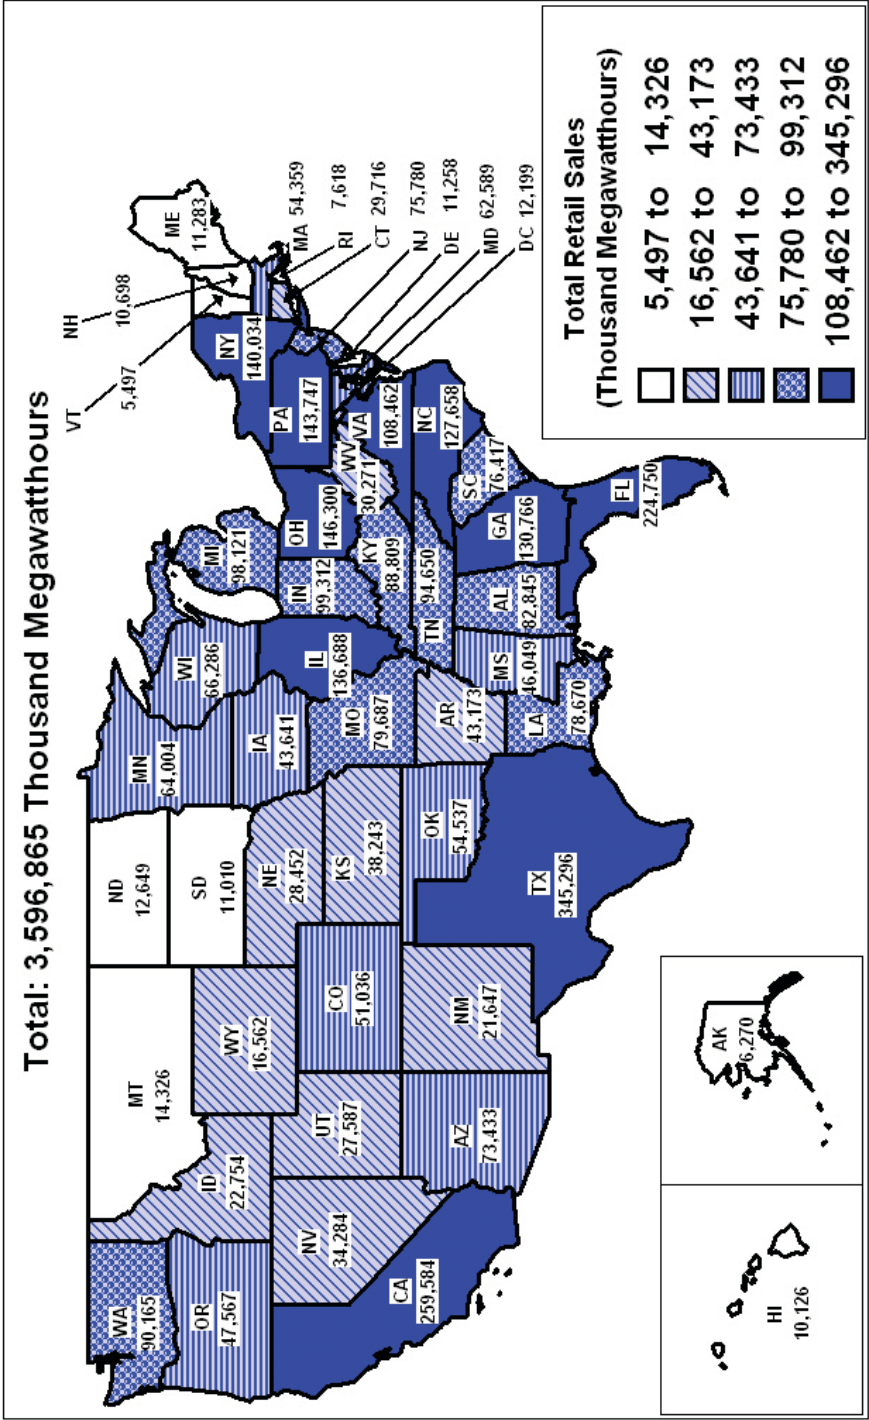 Total: 3,596,865 Thousand Megawatthours
VT
5,497
NH
10,698
ME
11,283
WA
90,165
OR
47,567
CA
259,584
NV
34,284
ID
22,754
MT
14,326
WY
16,562
UT
27,587
AZ
73,433
CO
51,036
NM
21,647
ND
12,649
SD
11,010
NE
28,452
KS
38,243
OK
54,537
TX
345,296
MN
64,004
IA
43,641
MO
79,687
AR
43,173
LA
78,670
WI
66,286
IL
136,688
MS
46,049
MI
98,121
IN
99,312
KY
88,809
TN
94,650
AL
82,845
OH
146,300
WV
30,271
GA
130,766
FL
224,750
SC
76,417
NC
127,658
VA
108,462
PA
143,747
NY
140,034
MA 54,359
RI 7,618
CT 29,716
NJ 75,780
DE 11,258
MD 62,589
DC 12,199
HI
10,126
AK
6,270
Total Retail Sales
(Thousand Megawatthours)
5,497 to 14,326
16,562 to 43,173
43,641 to 73,433
75,780 to 99,312
108,462 to 345,296